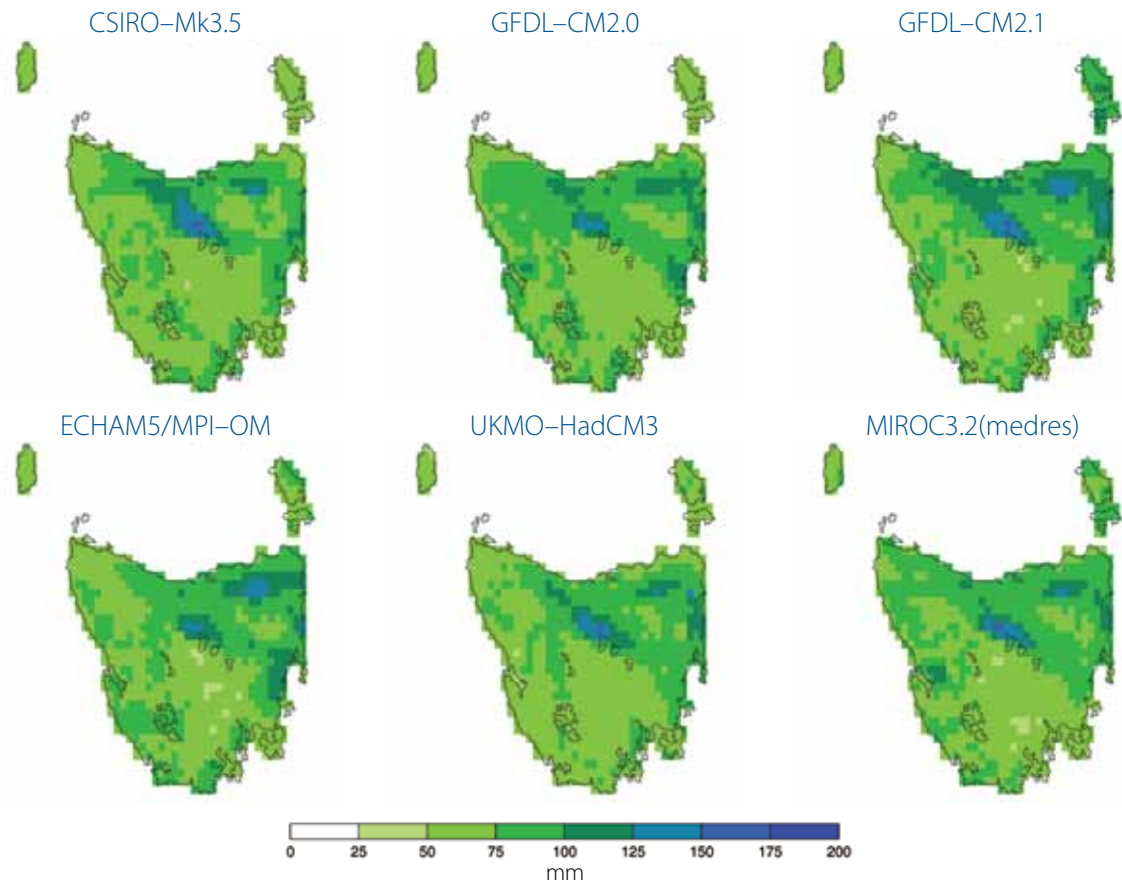 CSIRO–Mk3.5 GFDL–CM2.0 GFDL–CM2.1
ECHAM5/MPI–OM UKMO–HadCM3 MIROC3.2(medres)
0 25 50 75 100 125 150 175 200
mm